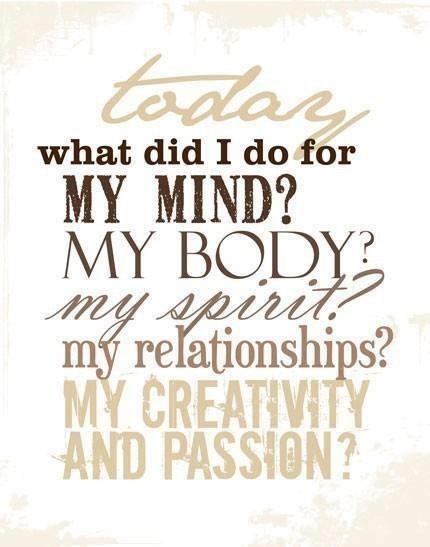 today
what did I do for
MY MIND?
MY BODY?
my spirit?
my relationships?
MY CREATIVITY
AND PASSION?